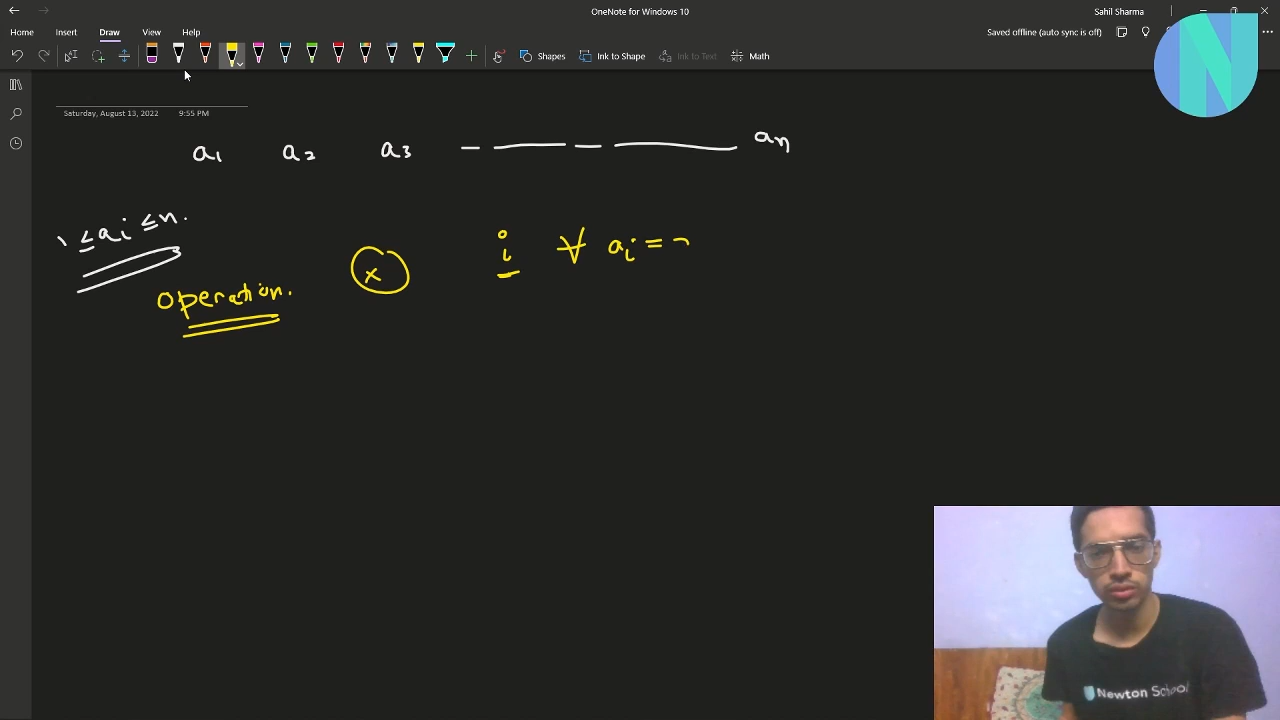 OneNote for Windows 10
Sahil Sharma
Home Insert Draw View Help
Saved offline (auto sync is off)
Shapes Ink to Shape Ink to Text Math
Saturday, August 13, 2022 9:55 PM
a1 a2 a3 an
1 ≤ ai ≤ n.
i ∀ ai =
x
operation.
Newton School